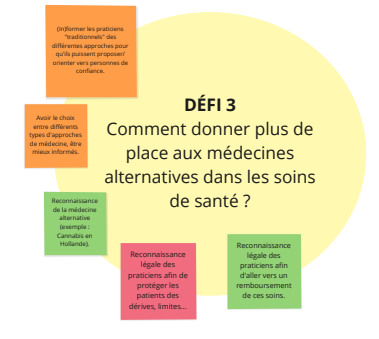 (In)former les praticiens
"traditionnels" des
différentes approches pour
qu'ils puissent proposer/
orienter vers personnes de
confiance.
DÉFI 3
Comment donner plus de
place aux médecines
alternatives dans les soins
de santé ?
Avoir le choix
entre différents
types d'approches
de médecine, être
mieux informés.
Reconnaissance
de la médecine
alternative
(exemple :
Cannabis en
Hollande).
Reconnaissance
légale des
praticiens afin de
protéger les
patients des
dérives, limites...
Reconnaissance
légale des
praticiens afin
d'aller vers un
remboursement
de ces soins.